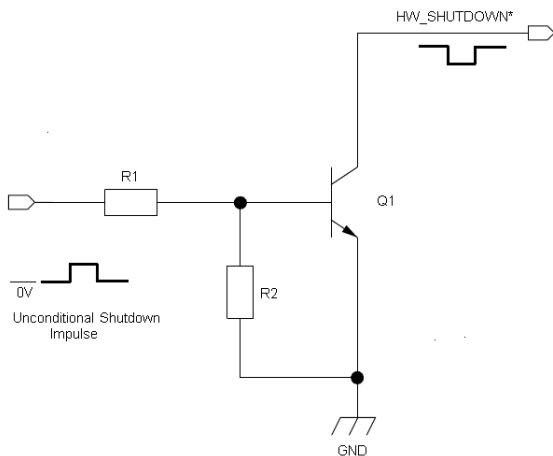 HW_SHUTDOWN*
R1
Q1
R2
0V
Unconditional Shutdown
Impulse
GND